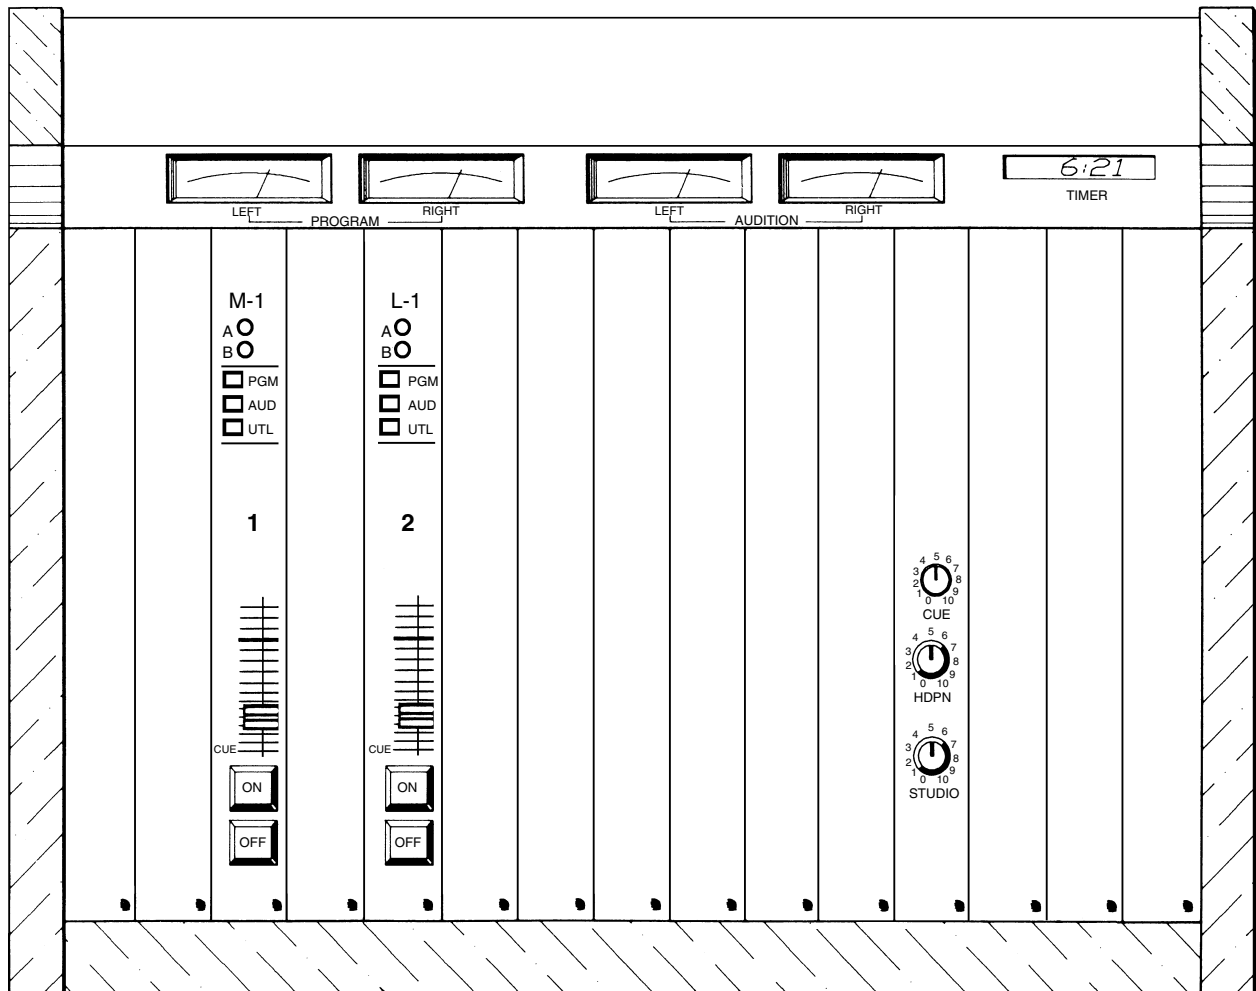 6:21
TIMER
LEFT RIGHT
PROGRAM
LEFT RIGHT
AUDITION
M-1
A
B
PGM
AUD
UTL
1
CUE
ON
OFF
L-1
A
B
PGM
AUD
UTL
2
CUE
ON
OFF
0 1 2 3 4 5 6 7 8 9 10
CUE
0 1 2 3 4 5 6 7 8 9 10
HDPN
0 1 2 3 4 5 6 7 8 9 10
STUDIO